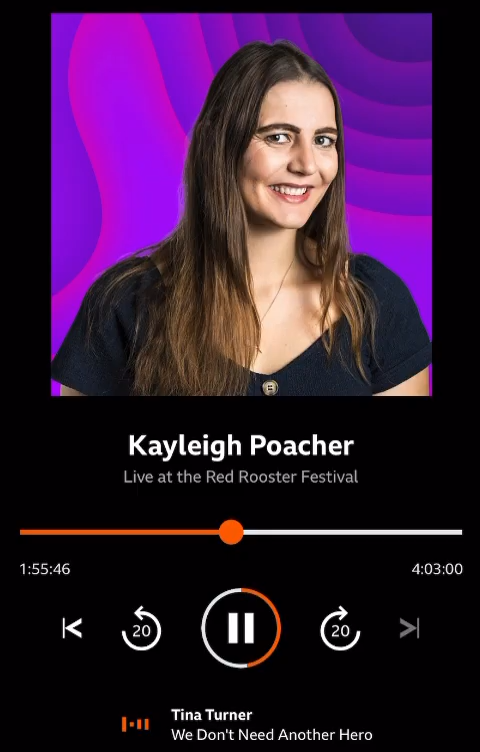 Kayleigh Poacher
Live at the Red Rooster Festival
1:55:46 4:03:00
20 20
Tina Turner
We Don't Need Another Hero